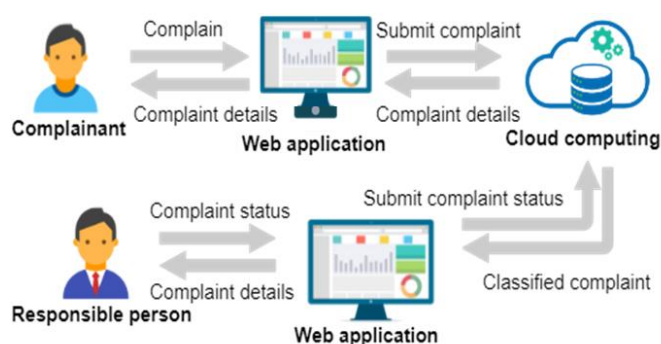 Complain
Submit complaint
Complaint details
Complaint details
Complainant
Web application
Cloud computing
Complaint status
Submit complaint status
Complaint details
Classified complaint
Responsible person
Web application